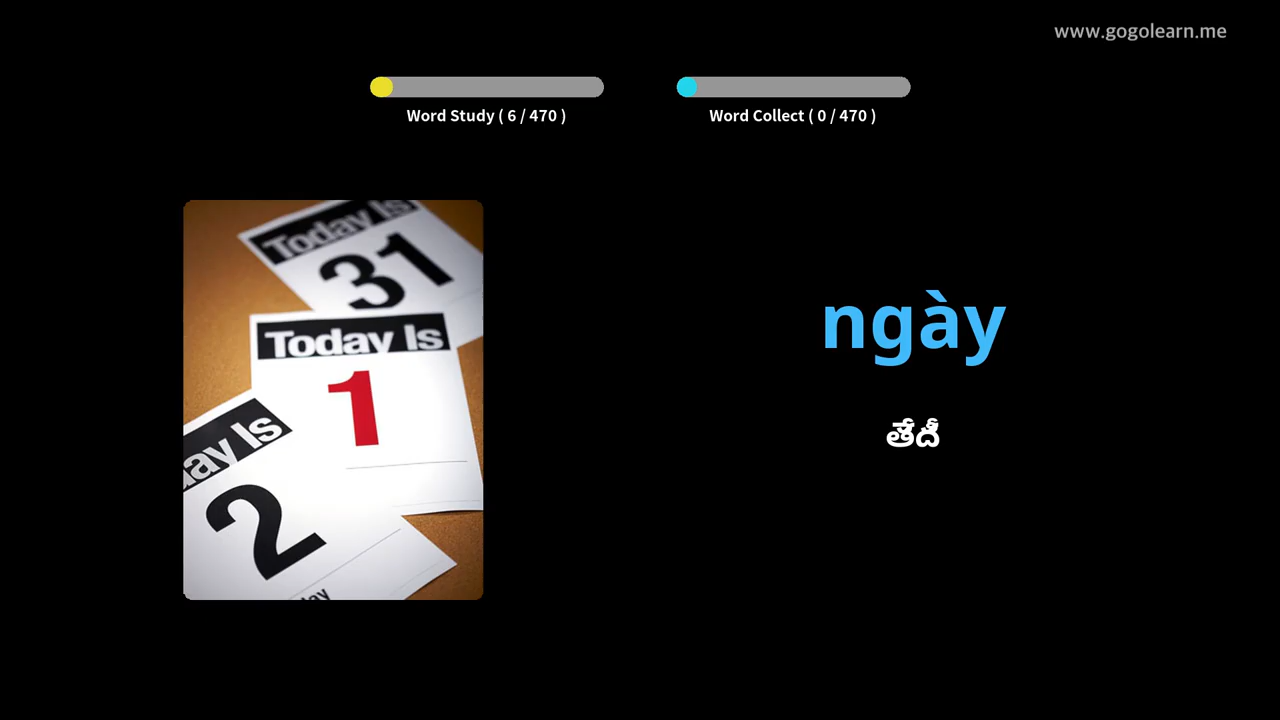 www.gogolearn.me
Word Study ( 6 / 470 )
Word Collect ( 0 / 470 )
Today Is
31
Today Is
1
ay Is
2
ngày
తేదీ